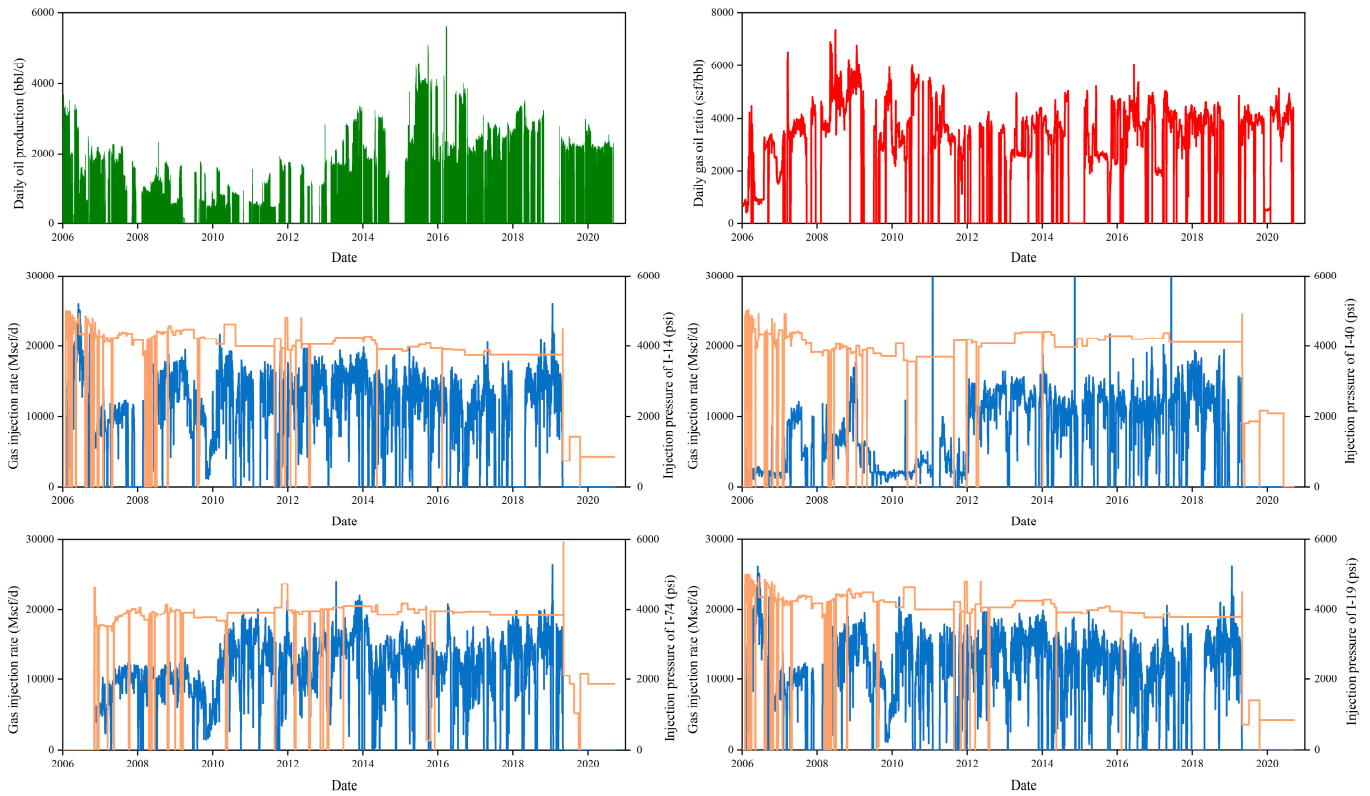 Daily oil production (bbl/d)
6000
4000
2000
0
2006 2008 2010 2012 2014 2016 2018 2020
Date
Daily gas oil ratio (scf/bbl)
8000
6000
4000
2000
0
2006 2008 2010 2012 2014 2016 2018 2020
Date
Gas injection rate (Mscf/d)
30000
20000
10000
0
2006 2008 2010 2012 2014 2016 2018 2020
Date
6000
4000
2000
0
Injection pressure of I-14 (psi)
Gas injection rate (Mscf/d)
30000
20000
10000
0
2006 2008 2010 2012 2014 2016 2018 2020
Date
6000
4000
2000
0
Injection pressure of I-40 (psi)
Gas injection rate (Mscf/d)
30000
20000
10000
0
2006 2008 2010 2012 2014 2016 2018 2020
Date
6000
4000
2000
0
Injection pressure of I-74 (psi)
Gas injection rate (Mscf/d)
30000
20000
10000
0
2006 2008 2010 2012 2014 2016 2018 2020
Date
6000
4000
2000
0
Injection pressure of I-19 (psi)